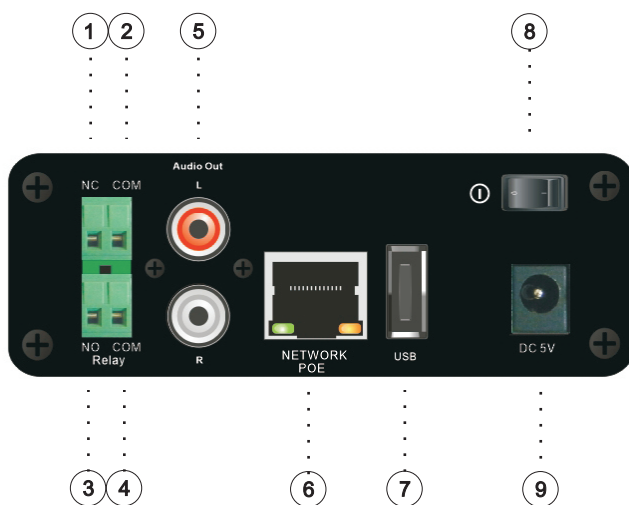 1 2 5 8
Audio Out
NC COM L
NO COM
Relay
R
NETWORK
POE
USB
DC 5V
3 4 6 7 9